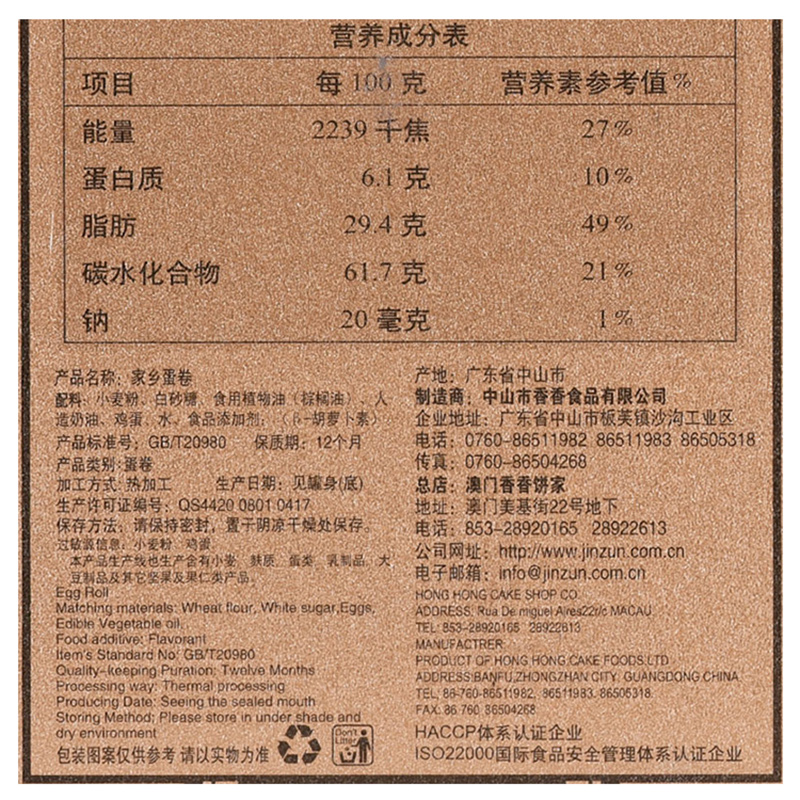 营养成分表
项目 每100克 营养素参考值%
能量 2239千焦 27%
蛋白质 6.1克 10%
脂肪 29.4克 49%
碳水化合物 61.7克 21%
钠 20毫克 1%
产品名称：家乡蛋卷
配料：小麦粉、白砂糖、食用植物油（棕榈油）、人
造奶油、鸡蛋、水、食品添加剂：（β-胡萝卜素）
产品标准号：GB/T20980 保质期：12个月
产品类别:蛋卷
加工方式:热加工 生产日期：见罐身(底)
生产许可证编号：QS4420 0801 0417
保存方法：请保持密封，置于阴凉干燥处保存。
过敏源信息：小麦粉、鸡蛋
本产品生产线也生产含有小麦、麸质、蛋类、乳制品、大
豆制品及其它坚果及果仁类产品。
Egg Roll
Matching materials: Wheat flour, White sugar,Eggs,
Edible Vegetable oil.
Food additive: Flavorant
Item's Standard No: GB/T20980
Quality-keeping Puration: Twelve Months
Processing way: Thermal processing
Producing Date: Seeing the sealed mouth
Storing Method: Please store in under shade and
dry environment
包装图案仅供参考 请以实物为准
Don't Litter
产地：广东省中山市
制造商：中山市香香食品有限公司
企业地址：广东省中山市板芙镇沙沟工业区
电话：0760-86511982 86511983 86505318
传真：0760-86504268
总店：澳门香香饼家
地址：澳门美基街22号地下
电话：853-28920165 28922613
公司网址：http://www.jinzun.com.cn
电子邮箱：info@jinzun.com.cn
HONG HONG CAKE SHOP CO.
ADDRESS: Rua De miguel Aires22r/c MACAU
TEL: 853-28920165 28922613
MANUFACTRER:
PRODUCT OF HONG HONG CAKE FOODS.LTD
ADDRESS:BANFU,ZHONGZHAN CITY, GUANGDONG,CHINA
TEL: 86-760-86511982, 86511983, 86505318
FAX: 86-760-86504268
HACCP体系认证企业
ISO22000国际食品安全管理体系认证企业